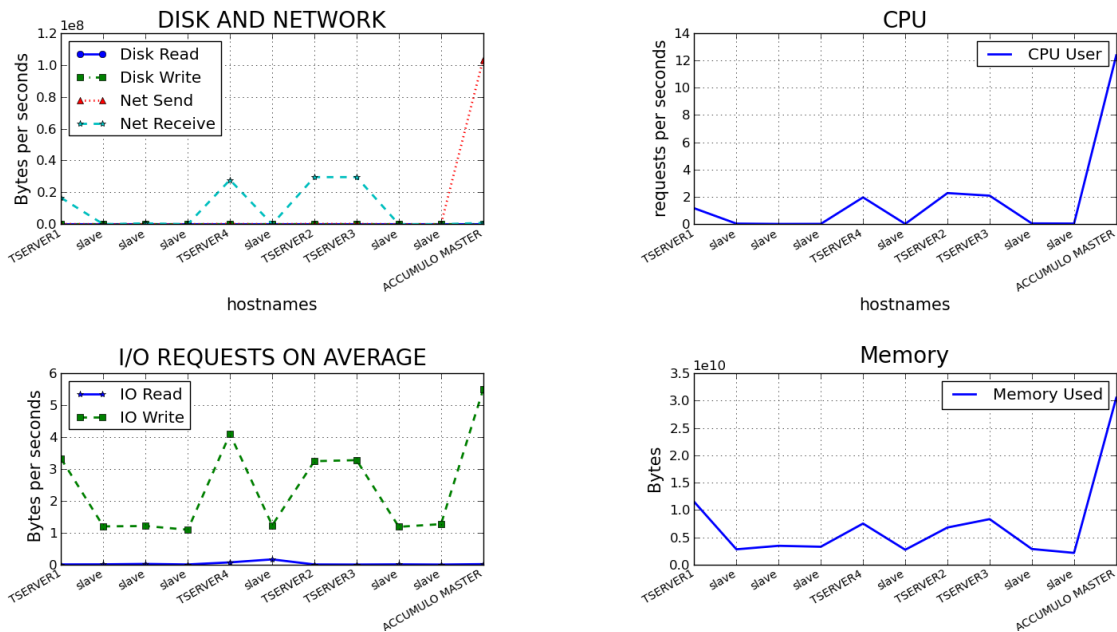 DISK AND NETWORK
1e8
1.2
1.0
0.8
0.6
0.4
0.2
0.0
Bytes per seconds
Disk Read
Disk Write
Net Send
Net Receive
TSERVER1
slave
slave
slave
TSERVER4
slave
TSERVER2
TSERVER3
slave
slave
ACCUMULO MASTER
hostnames
CPU
14
12
10
8
6
4
2
0
requests per seconds
CPU User
TSERVER1
slave
slave
slave
TSERVER4
slave
TSERVER2
TSERVER3
slave
slave
ACCUMULO MASTER
hostnames
I/O REQUESTS ON AVERAGE
6
5
4
3
2
1
0
Bytes per seconds
IO Read
IO Write
TSERVER1
slave
slave
slave
TSERVER4
slave
TSERVER2
TSERVER3
slave
slave
ACCUMULO MASTER
Memory
1e10
3.5
3.0
2.5
2.0
1.5
1.0
0.5
0.0
Bytes
Memory Used
TSERVER1
slave
slave
slave
TSERVER4
slave
TSERVER2
TSERVER3
slave
slave
ACCUMULO MASTER